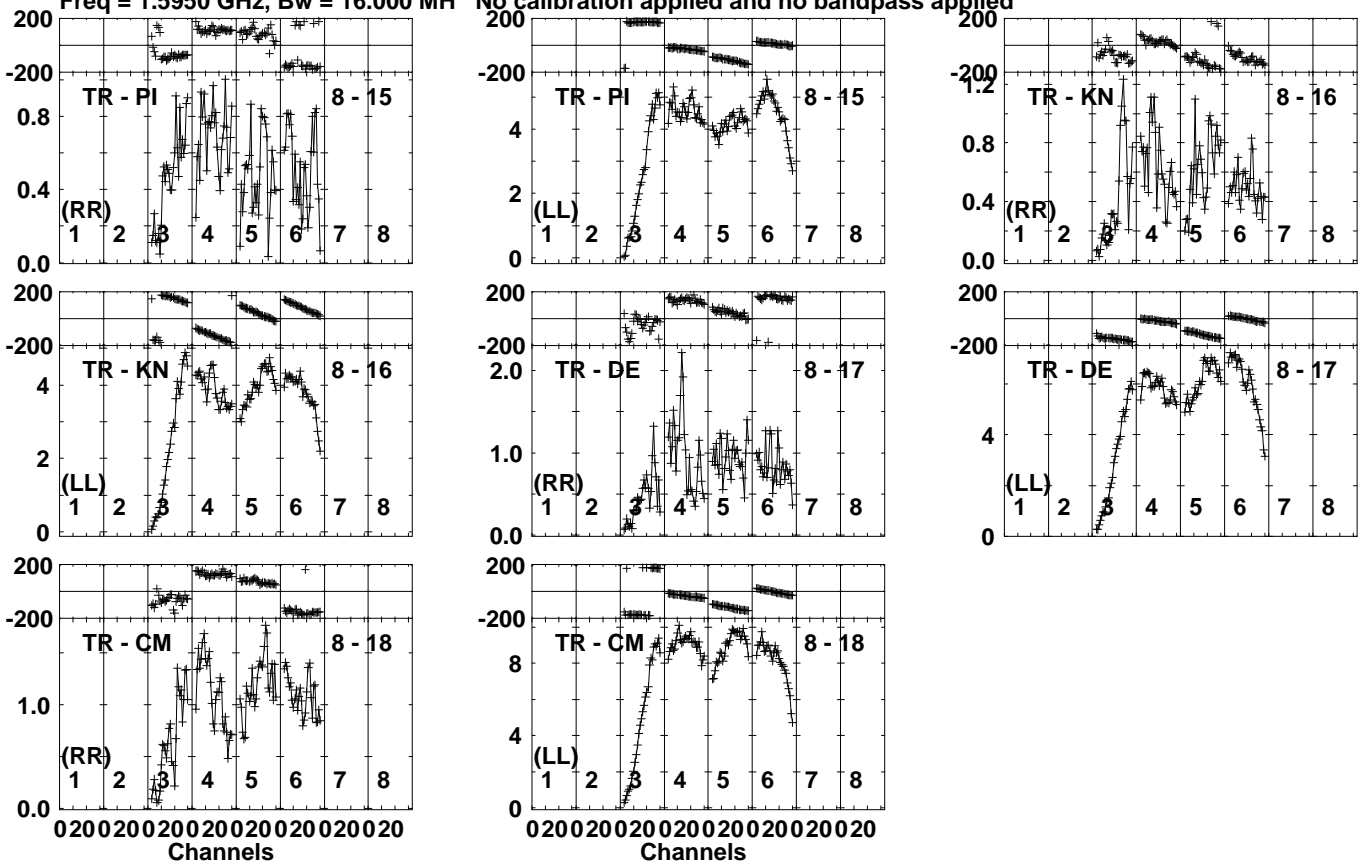 Freq = 1.5950 GHz, Bw = 16.000 MH No calibration applied and no bandpass applied
200 200 200
-200 -200 -200
TR - PI 8 - 15 TR - PI 8 - 15 TR - KN 8 - 16
0.8 4 1.2
0.4 2 0.8
0.4
(RR) (LL) (RR)
1 2 3 4 5 6 7 8 1 2 3 4 5 6 7 8 1 2 3 4 5 6 7 8
0.0 0 0.0
200 200 200
-200 -200 -200
TR - KN 8 - 16 TR - DE 8 - 17 TR - DE 8 - 17
4 2.0 4
2 1.0
(LL) (RR) (LL)
1 2 3 4 5 6 7 8 1 2 3 4 5 6 7 8 1 2 3 4 5 6 7 8
0 0.0 0
200 200
-200 -200
TR - CM 8 - 18 TR - CM 8 - 18
1.0 8
4
(RR) (LL)
1 2 3 4 5 6 7 8 1 2 3 4 5 6 7 8
0.0 0
0 20 0 20 0 20 0 20 0 20 0 20 0 20 0 20 0 20 0 20 0 20 0 20 0 20 0 20 0 20 0 20
Channels Channels